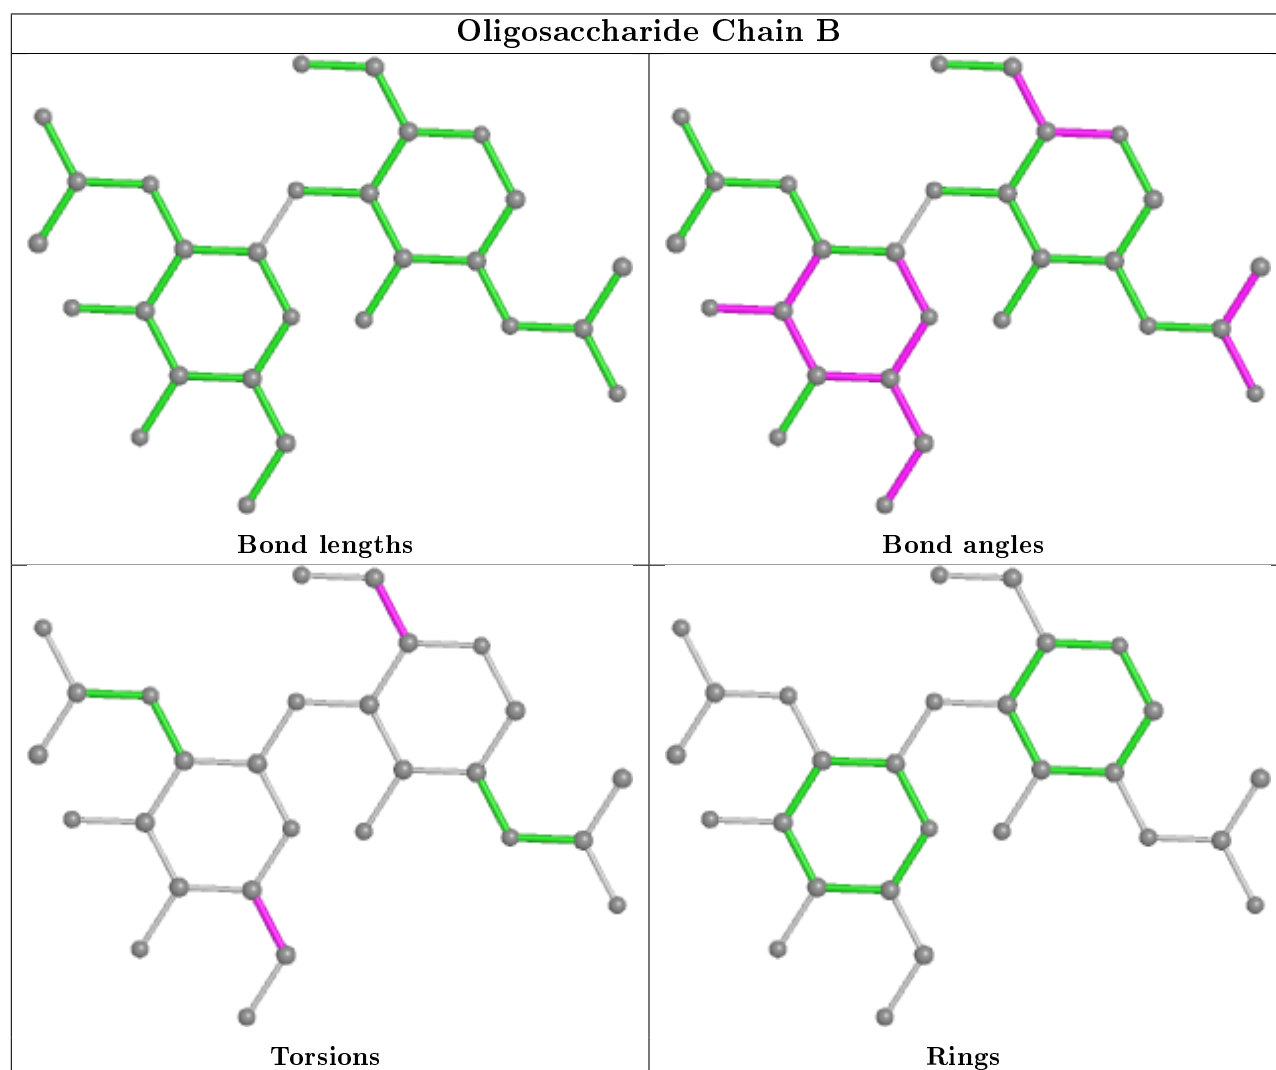 Oligosaccharide Chain B
Bond lengths
Bond angles
Torsions
Rings